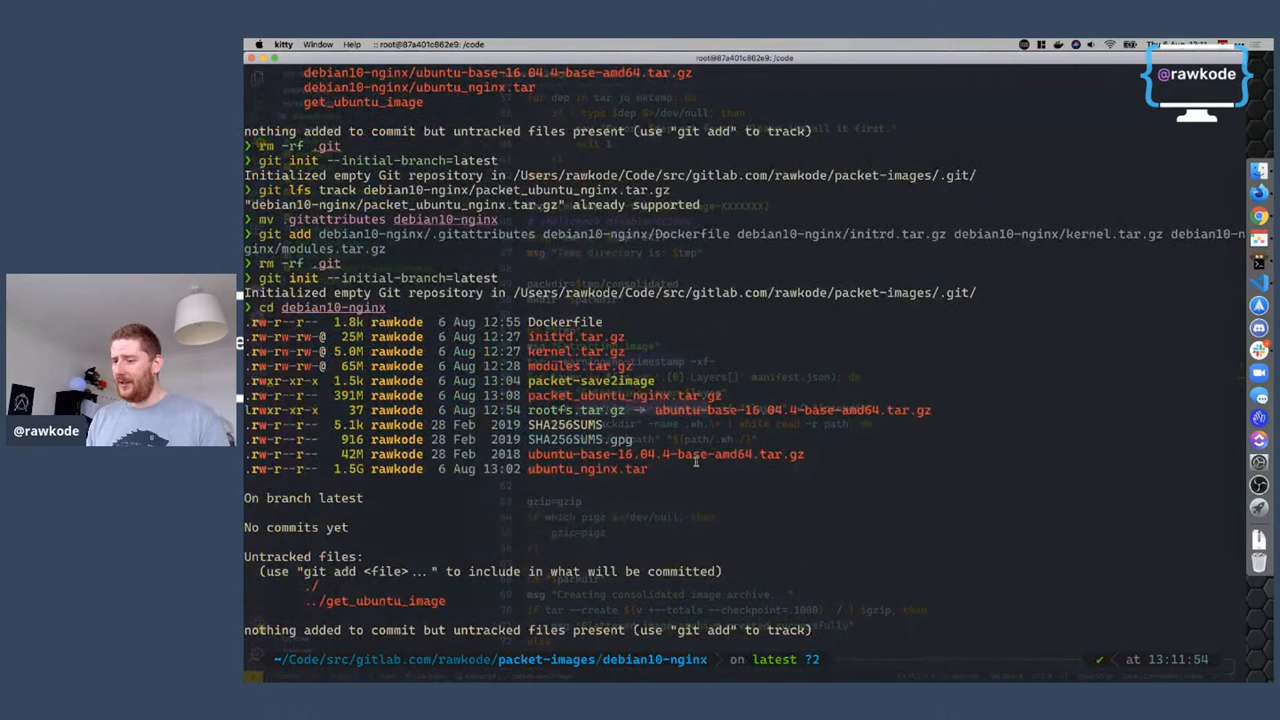 kitty Window Help :: root@87a401c862e9: /code
:: root@87a401c862e9: /code
@rawkode
debian10-nginx/ubuntu-base-16.04.4-base-amd64.tar.gz
debian10-nginx/ubuntu_nginx.tar
get_ubuntu_image
nothing added to commit but untracked files present (use "git add" to track)
❯ rm -rf .git
❯ git init --initial-branch=latest
Initialized empty Git repository in /Users/rawkode/Code/src/gitlab.com/rawkode/packet-images/.git/
❯ git lfs track debian10-nginx/packet_ubuntu_nginx.tar.gz
"debian10-nginx/packet_ubuntu_nginx.tar.gz" already supported
❯ mv .gitattributes debian10-nginx
❯ git add debian10-nginx/.gitattributes debian10-nginx/Dockerfile debian10-nginx/initrd.tar.gz debian10-nginx/kernel.tar.gz debian10-n
ginx/modules.tar.gz
❯ rm -rf .git
❯ git init --initial-branch=latest
Initialized empty Git repository in /Users/rawkode/Code/src/gitlab.com/rawkode/packet-images/.git/
❯ cd debian10-nginx
.rw-r--r-- 1.8k rawkode 6 Aug 12:55 Dockerfile
.rw-rw-rw-@ 25M rawkode 6 Aug 12:27 initrd.tar.gz
.rw-rw-rw-@ 5.0M rawkode 6 Aug 12:27 kernel.tar.gz
.rw-rw-rw-@ 65M rawkode 6 Aug 12:28 modules.tar.gz
.rwxr-xr-x 1.5k rawkode 6 Aug 13:04 packet-save2image
.rw-r--r-- 391M rawkode 6 Aug 13:08 packet_ubuntu_nginx.tar.gz
lrwxr-xr-x 37 rawkode 6 Aug 12:54 rootfs.tar.gz → ubuntu-base-16.04.4-base-amd64.tar.gz
.rw-r--r-- 5.1k rawkode 28 Feb 2019 SHA256SUMS
.rw-r--r-- 916 rawkode 28 Feb 2019 SHA256SUMS.gpg
.rw-r--r-- 42M rawkode 28 Feb 2018 ubuntu-base-16.04.4-base-amd64.tar.gz
.rw-r--r-- 1.5G rawkode 6 Aug 13:02 ubuntu_nginx.tar
@rawkode
On branch latest
No commits yet
Untracked files:
(use "git add <file>..." to include in what will be committed)
./
../get_ubuntu_image
nothing added to commit but untracked files present (use "git add" to track)
~/Code/src/gitlab.com/rawkode/packet-images/debian10-nginx on latest ?2 ✔ at 13:11:54